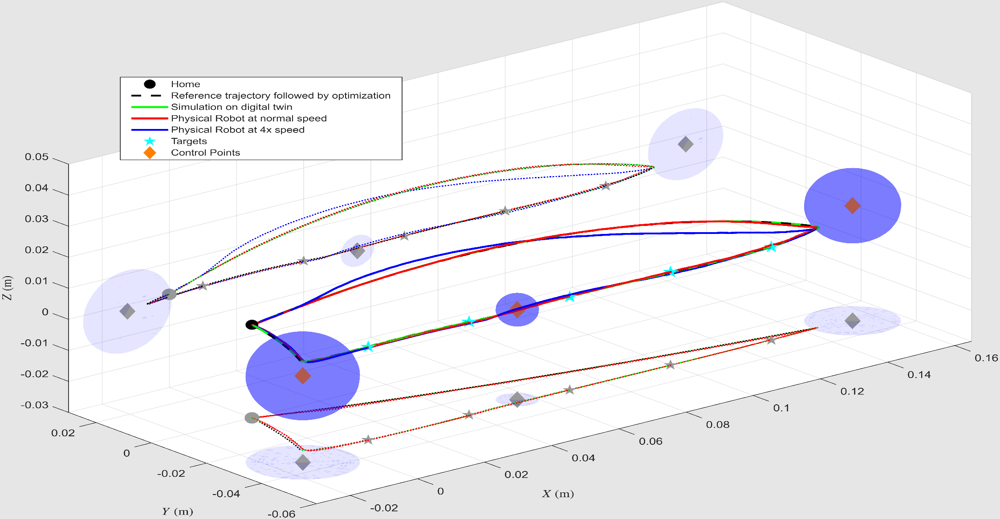 Home
Reference trajectory followed by optimization
Simulation on digital twin
Physical Robot at normal speed
Physical Robot at 4x speed
Targets
Control Points
0.05
0.04
0.03
0.02
0.01
0
-0.01
-0.02
-0.03
Z (m)
0.02
0
-0.02
-0.04
-0.06
Y (m)
-0.02
0
0.02
0.04
0.06
0.08
0.1
0.12
0.14
0.16
X (m)